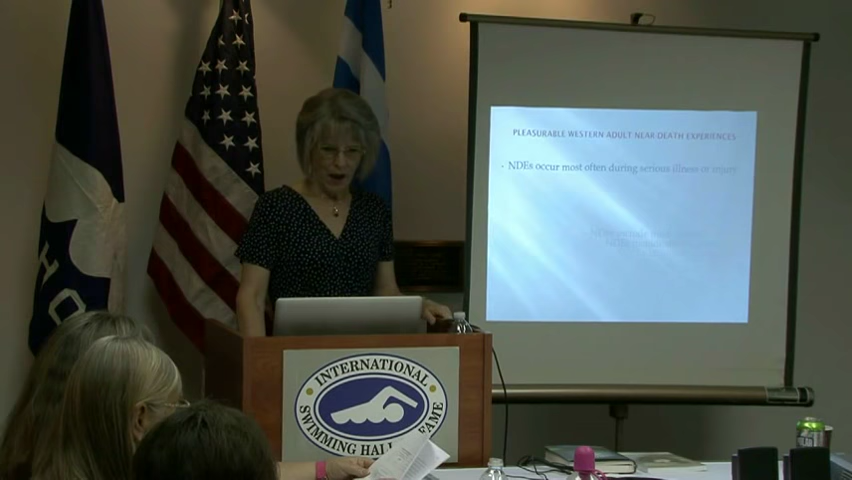 PLEASURABLE WESTERN ADULT NEAR DEATH EXPERIENCES
- NDEs occur most often during serious illness or injury
INTERNATIONAL
SWIMMING HALL FAME
HO